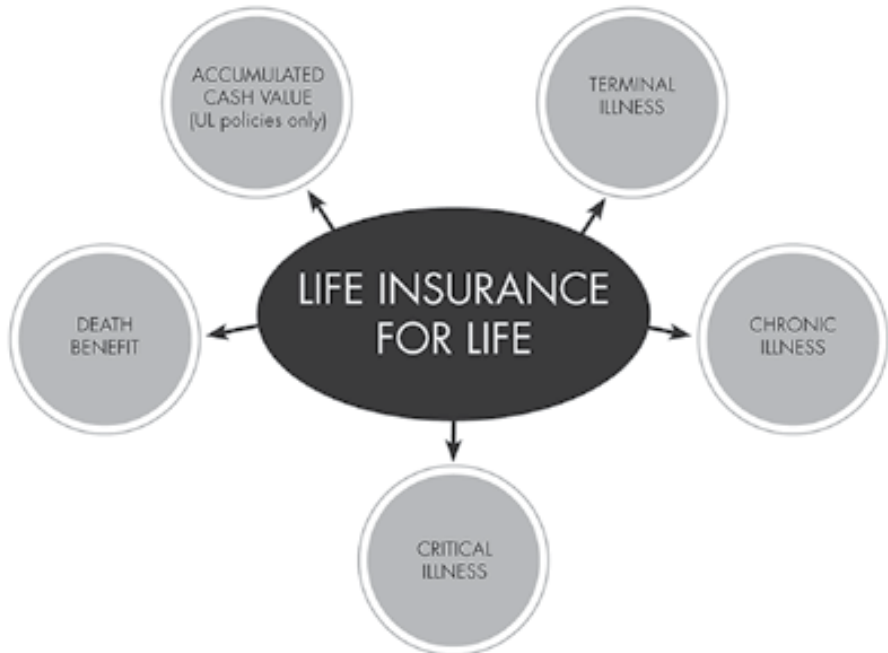 ACCUMULATED
CASH VALUE
(UL policies only)
TERMINAL
ILLNESS
LIFE INSURANCE
FOR LIFE
DEATH
BENEFIT
CHRONIC
ILLNESS
CRITICAL
ILLNESS